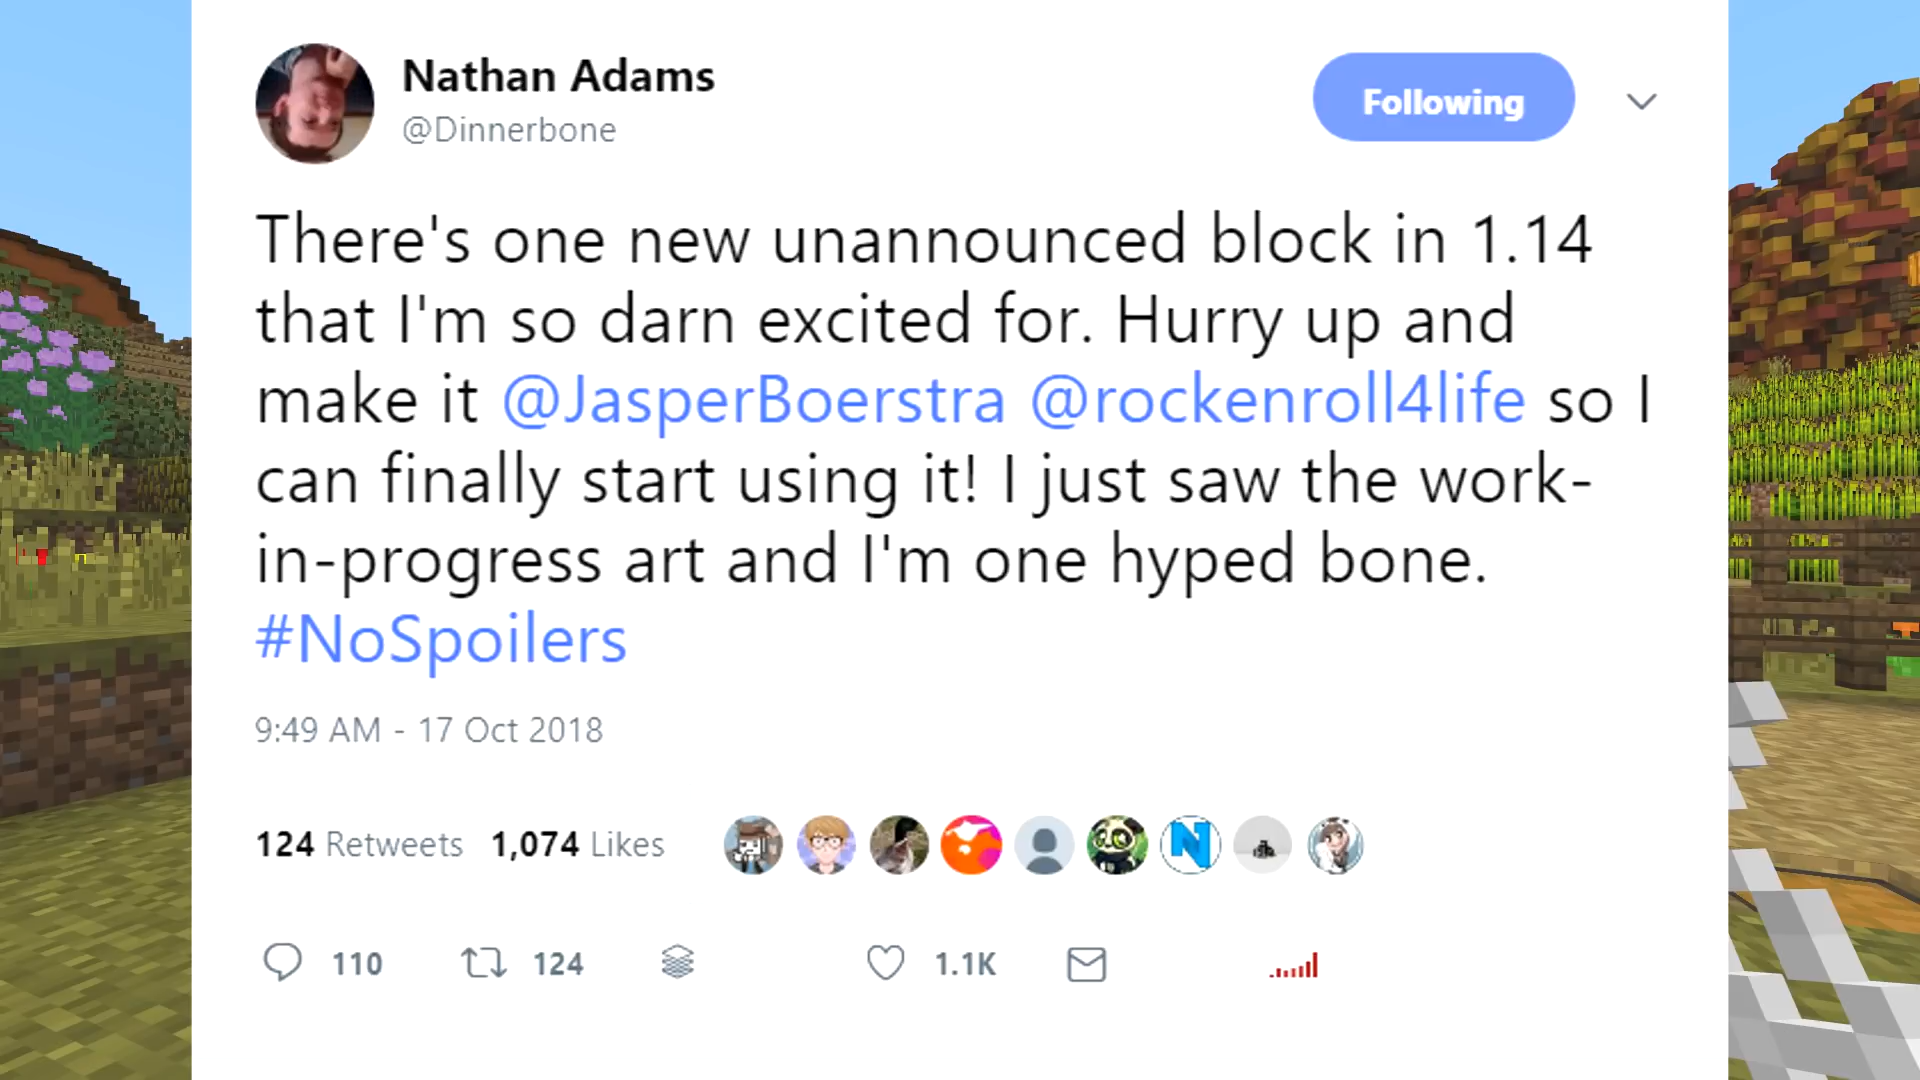 Nathan Adams
@Dinnerbone
Following
There's one new unannounced block in 1.14
that I'm so darn excited for. Hurry up and
make it @JasperBoerstra @rockenroll4life so I
can finally start using it! I just saw the work-
in-progress art and I'm one hyped bone.
#NoSpoilers
9:49 AM - 17 Oct 2018
124 Retweets 1,074 Likes
N
110 124 1.1K